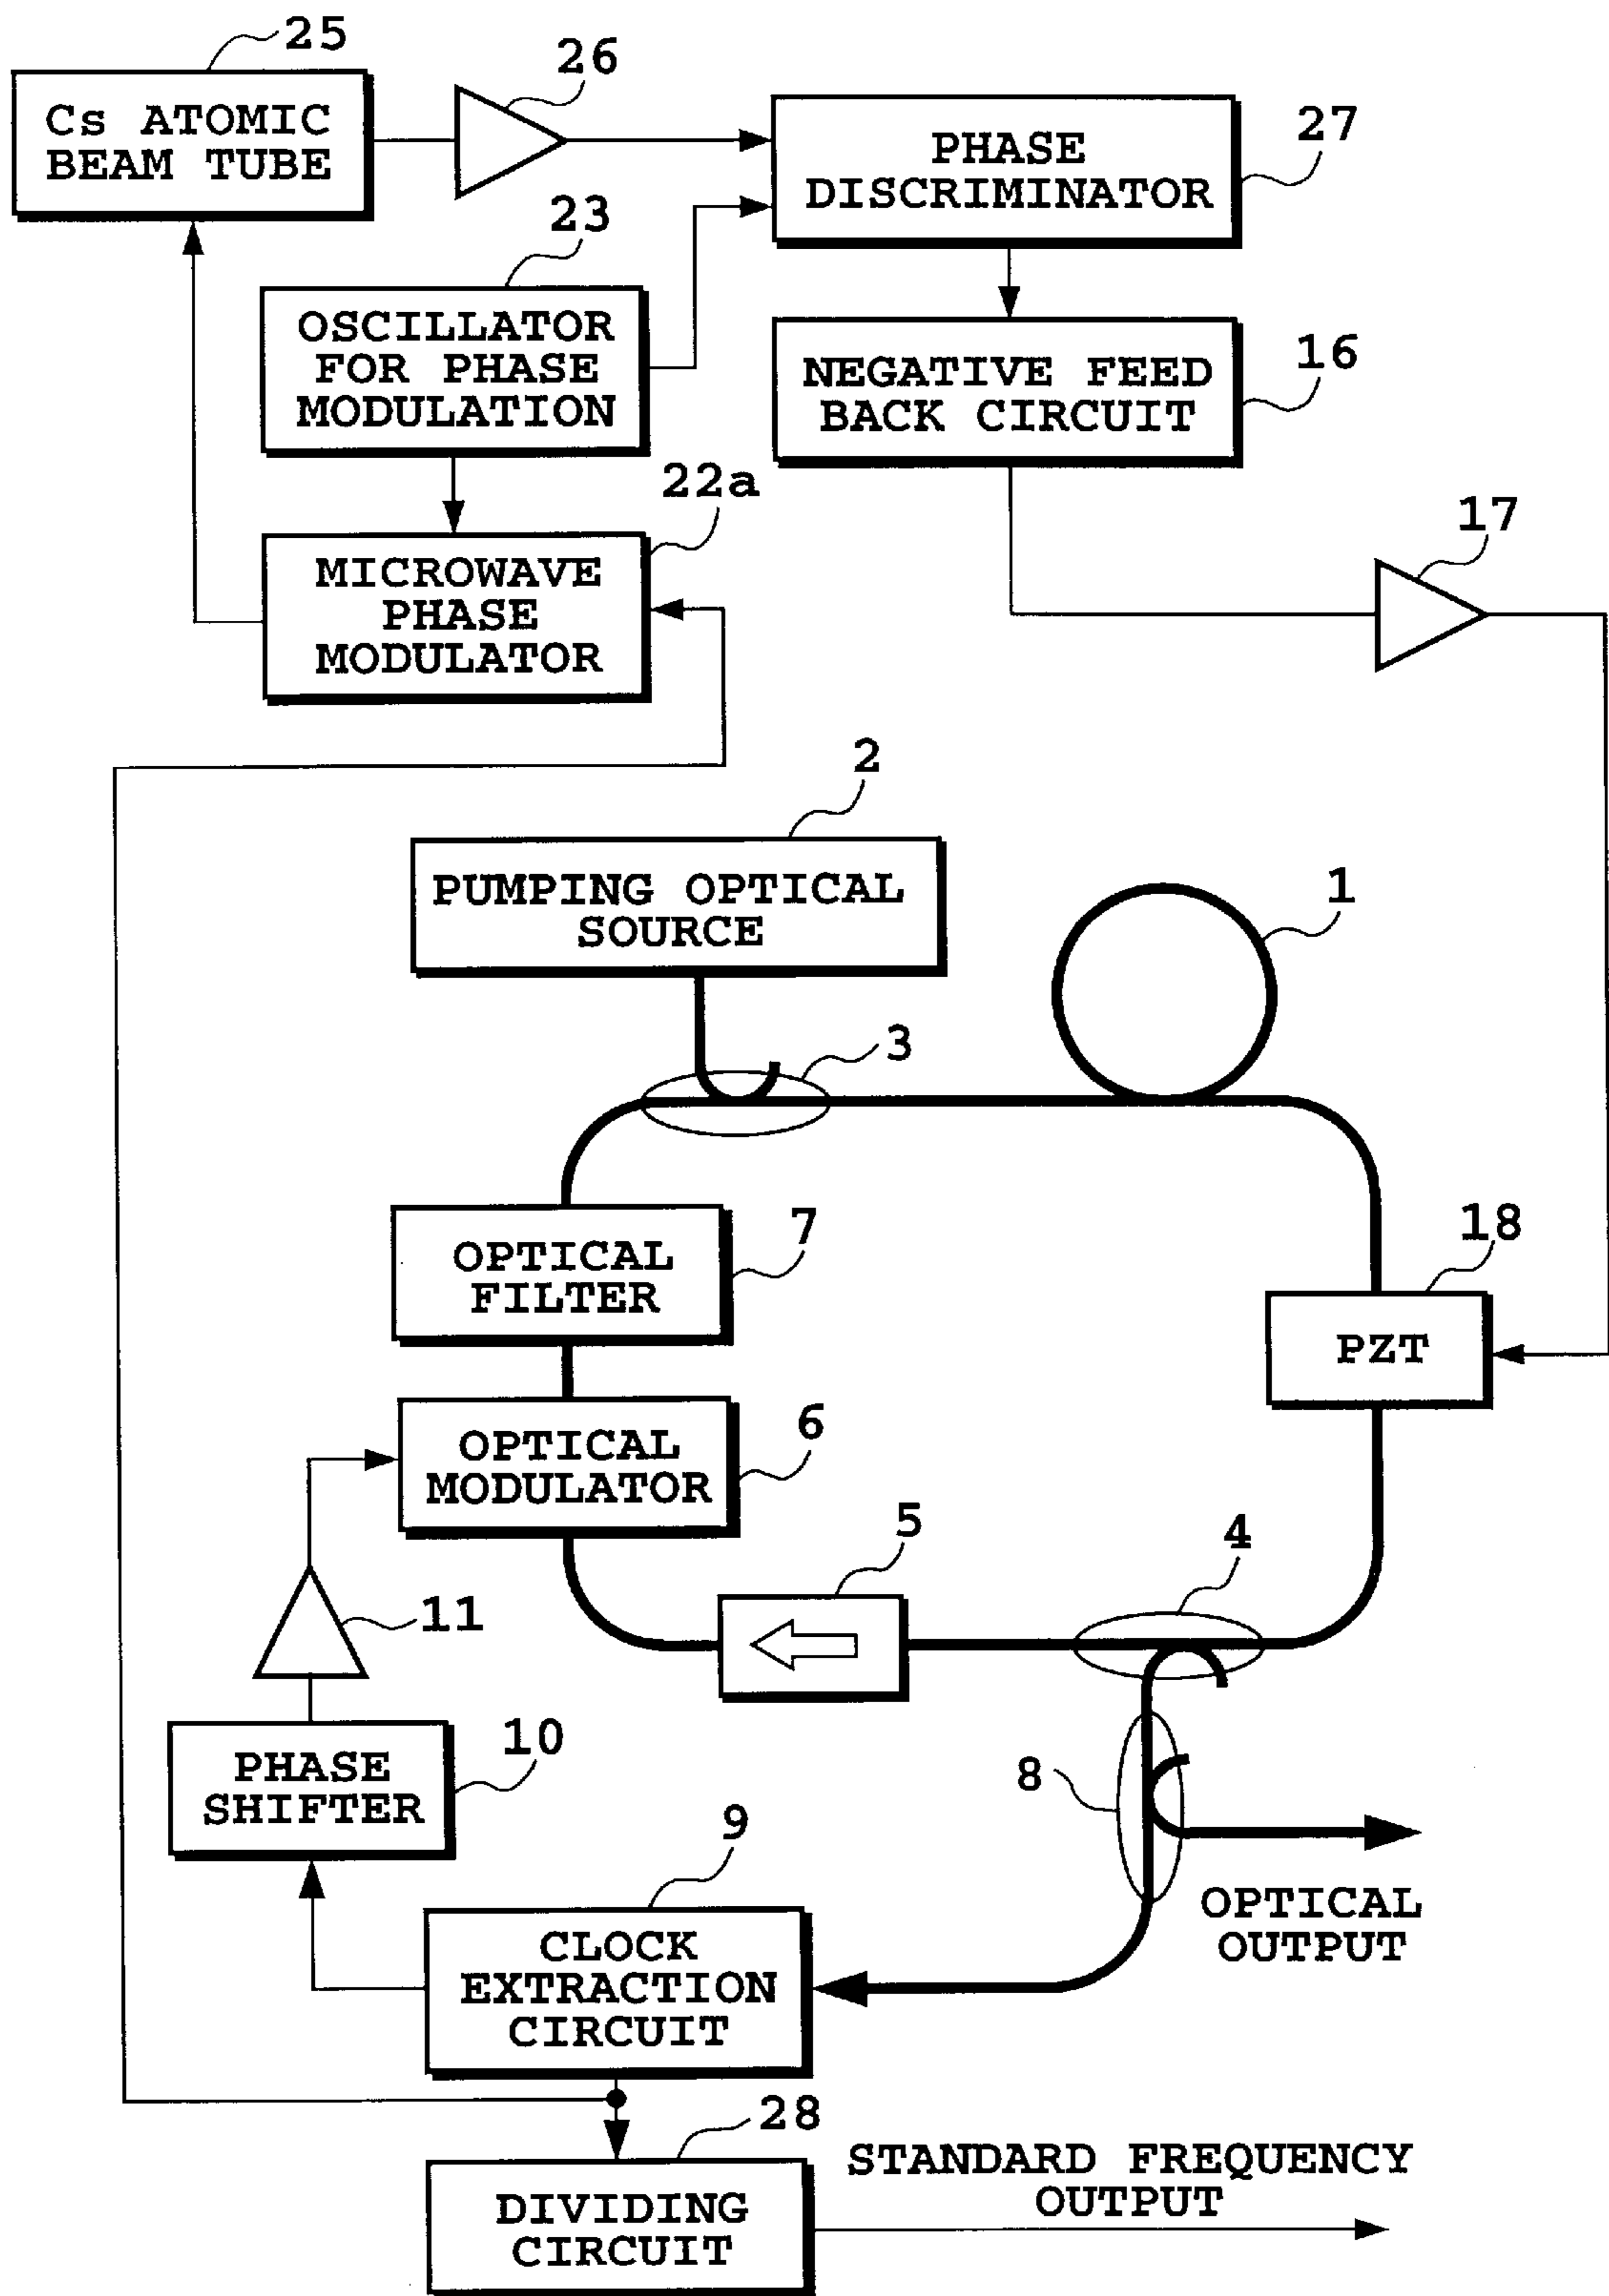 25
26
Cs ATOMIC
BEAM TUBE
PHASE
DISCRIMINATOR
27
23
OSCILLATOR
FOR PHASE
MODULATION
NEGATIVE FEED
BACK CIRCUIT
16
22a
17
MICROWAVE
PHASE
MODULATOR
2
PUMPING OPTICAL
SOURCE
1
3
7
OPTICAL
FILTER
18
PZT
6
OPTICAL
MODULATOR
5
4
11
10
PHASE
SHIFTER
8
9
CLOCK
EXTRACTION
CIRCUIT
OPTICAL
OUTPUT
28
DIVIDING
CIRCUIT
STANDARD FREQUENCY
OUTPUT